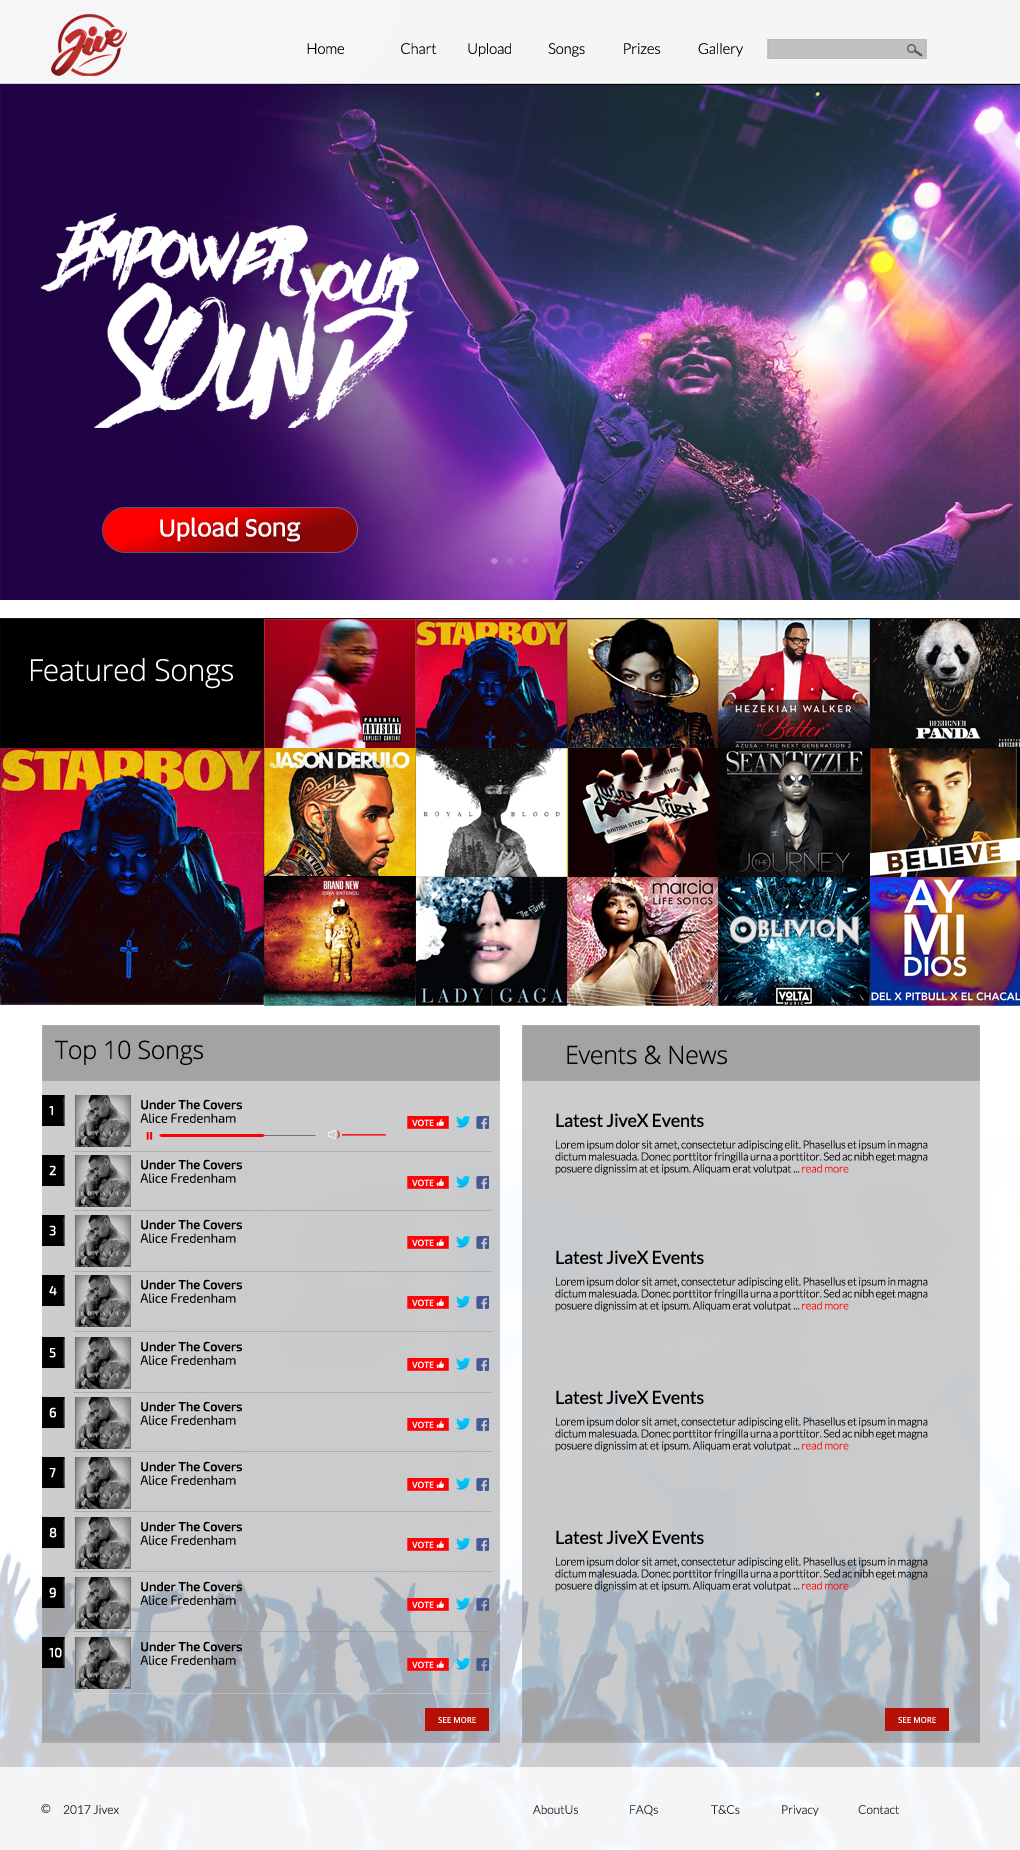 Jive
Home Chart Upload Songs Prizes Gallery
EMPOWER YOUR
SOUND
Upload Song
Featured Songs
PARENTAL
ADVISORY
EXPLICIT CONTENT
STARBOY
HEZEKIAH WALKER
"Better"
AZUSA - THE NEXT GENERATION 2
DESIIGNER
PANDA
STARBOY
JASON DERULO
TATTOOS
ROYAL BLOOD
BRITISH STEEL
Judas Priest
BRITISH STEEL
SEAN TIZZLE
THE JOURNEY
BELIEVE
BRAND NEW
DEJA ENTENDU
The Fame
LADY GAGA
marcia
LIFE SONGS
OBLIVION
VOLTA
MUSIC
AY
MI
DIOS
DEL X PITBULL X EL CHACAL
Top 10 Songs
1
Under The Covers
Alice Fredenham
VOTE
2
Under The Covers
Alice Fredenham
VOTE
3
Under The Covers
Alice Fredenham
VOTE
4
Under The Covers
Alice Fredenham
VOTE
5
Under The Covers
Alice Fredenham
VOTE
6
Under The Covers
Alice Fredenham
VOTE
7
Under The Covers
Alice Fredenham
VOTE
8
Under The Covers
Alice Fredenham
VOTE
9
Under The Covers
Alice Fredenham
VOTE
10
Under The Covers
Alice Fredenham
VOTE
SEE MORE
Events & News
Latest JiveX Events
Lorem ipsum dolor sit amet, consectetur adipiscing elit. Phasellus et ipsum in magna
dictum malesuada. Donec porttitor fringilla urna a porttitor. Sed ac nibh eget magna
posuere dignissim at et ipsum. Aliquam erat volutpat ... read more
Latest JiveX Events
Lorem ipsum dolor sit amet, consectetur adipiscing elit. Phasellus et ipsum in magna
dictum malesuada. Donec porttitor fringilla urna a porttitor. Sed ac nibh eget magna
posuere dignissim at et ipsum. Aliquam erat volutpat ... read more
Latest JiveX Events
Lorem ipsum dolor sit amet, consectetur adipiscing elit. Phasellus et ipsum in magna
dictum malesuada. Donec porttitor fringilla urna a porttitor. Sed ac nibh eget magna
posuere dignissim at et ipsum. Aliquam erat volutpat ... read more
Latest JiveX Events
Lorem ipsum dolor sit amet, consectetur adipiscing elit. Phasellus et ipsum in magna
dictum malesuada. Donec porttitor fringilla urna a porttitor. Sed ac nibh eget magna
posuere dignissim at et ipsum. Aliquam erat volutpat ... read more
SEE MORE
© 2017 Jivex
AboutUs FAQs T&Cs Privacy Contact